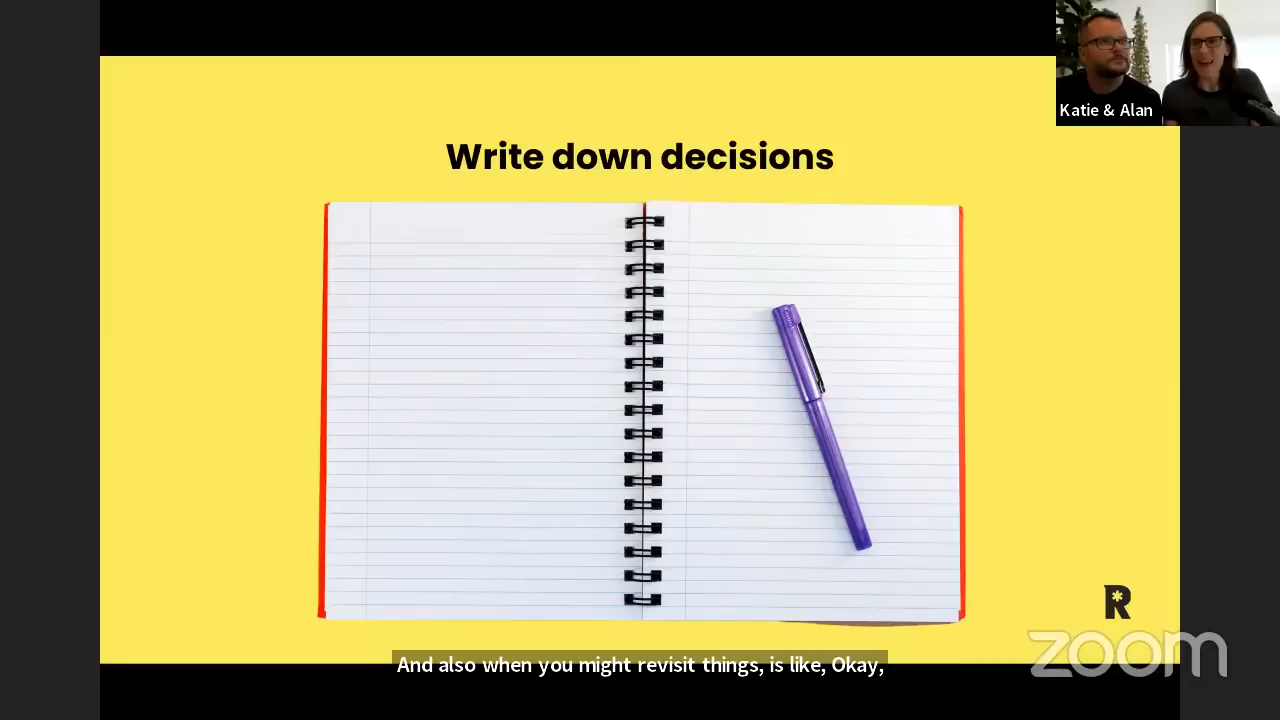 Katie & Alan
Write down decisions
R
zoom
And also when you might revisit things, is like, Okay,